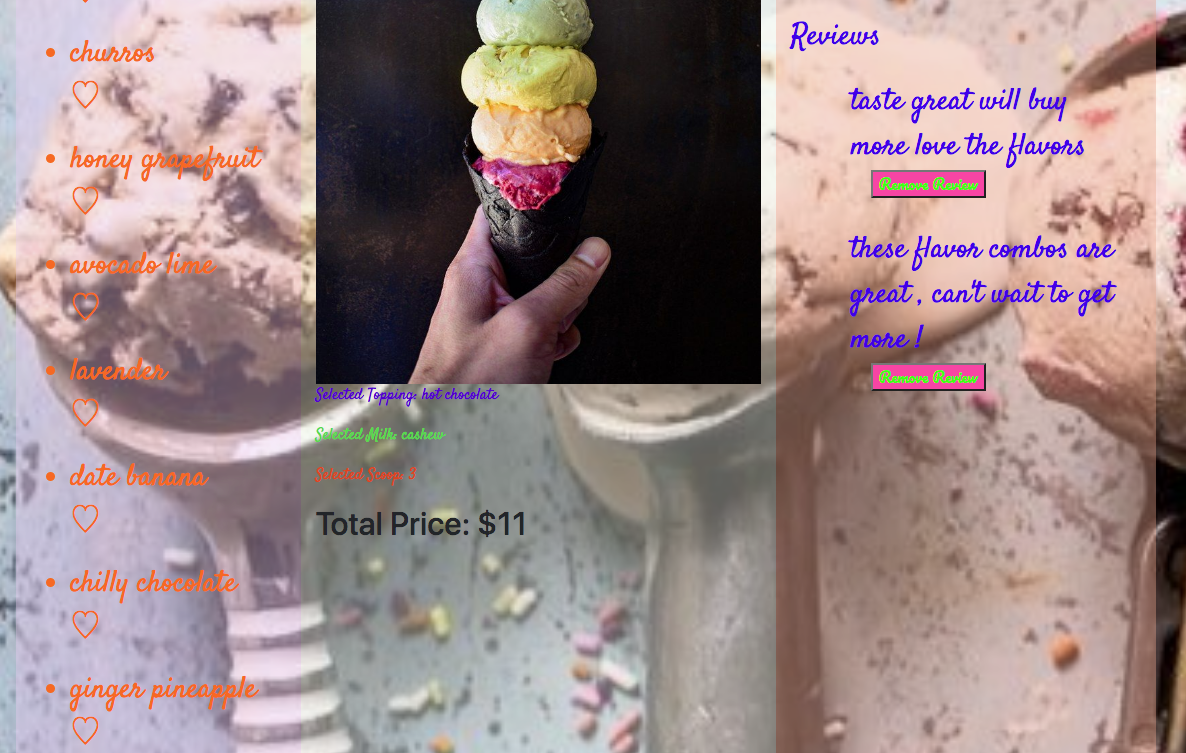 churros
honey grapefruit
avocado lime
lavender
date banana
chilly chocolate
ginger pineapple
Selected Topping: hot chocolate
Selected Milk: cashew
Selected Scoop: 3
Total Price: $11
Reviews
taste great will buy
more love the flavors
Remove Review
these flavor combos are
great , can't wait to get
more !
Remove Review